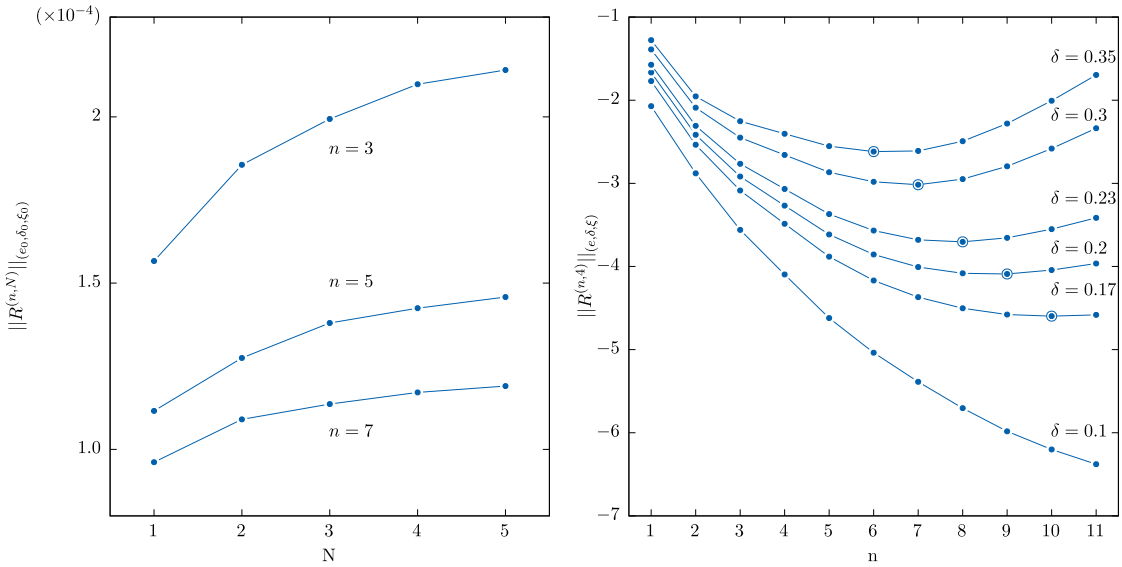 (×10⁻⁴)
2
1.5
1.0
||R^{(n,N)}||_{(e₀,δ₀,ξ₀)}
n = 3
n = 5
n = 7
1 2 3 4 5
N
−1
−2
−3
−4
−5
−6
−7
||R^{(n,4)}||_{(e,δ,ξ)}
δ = 0.35
δ = 0.3
δ = 0.23
δ = 0.2
δ = 0.17
δ = 0.1
1 2 3 4 5 6 7 8 9 10 11
n